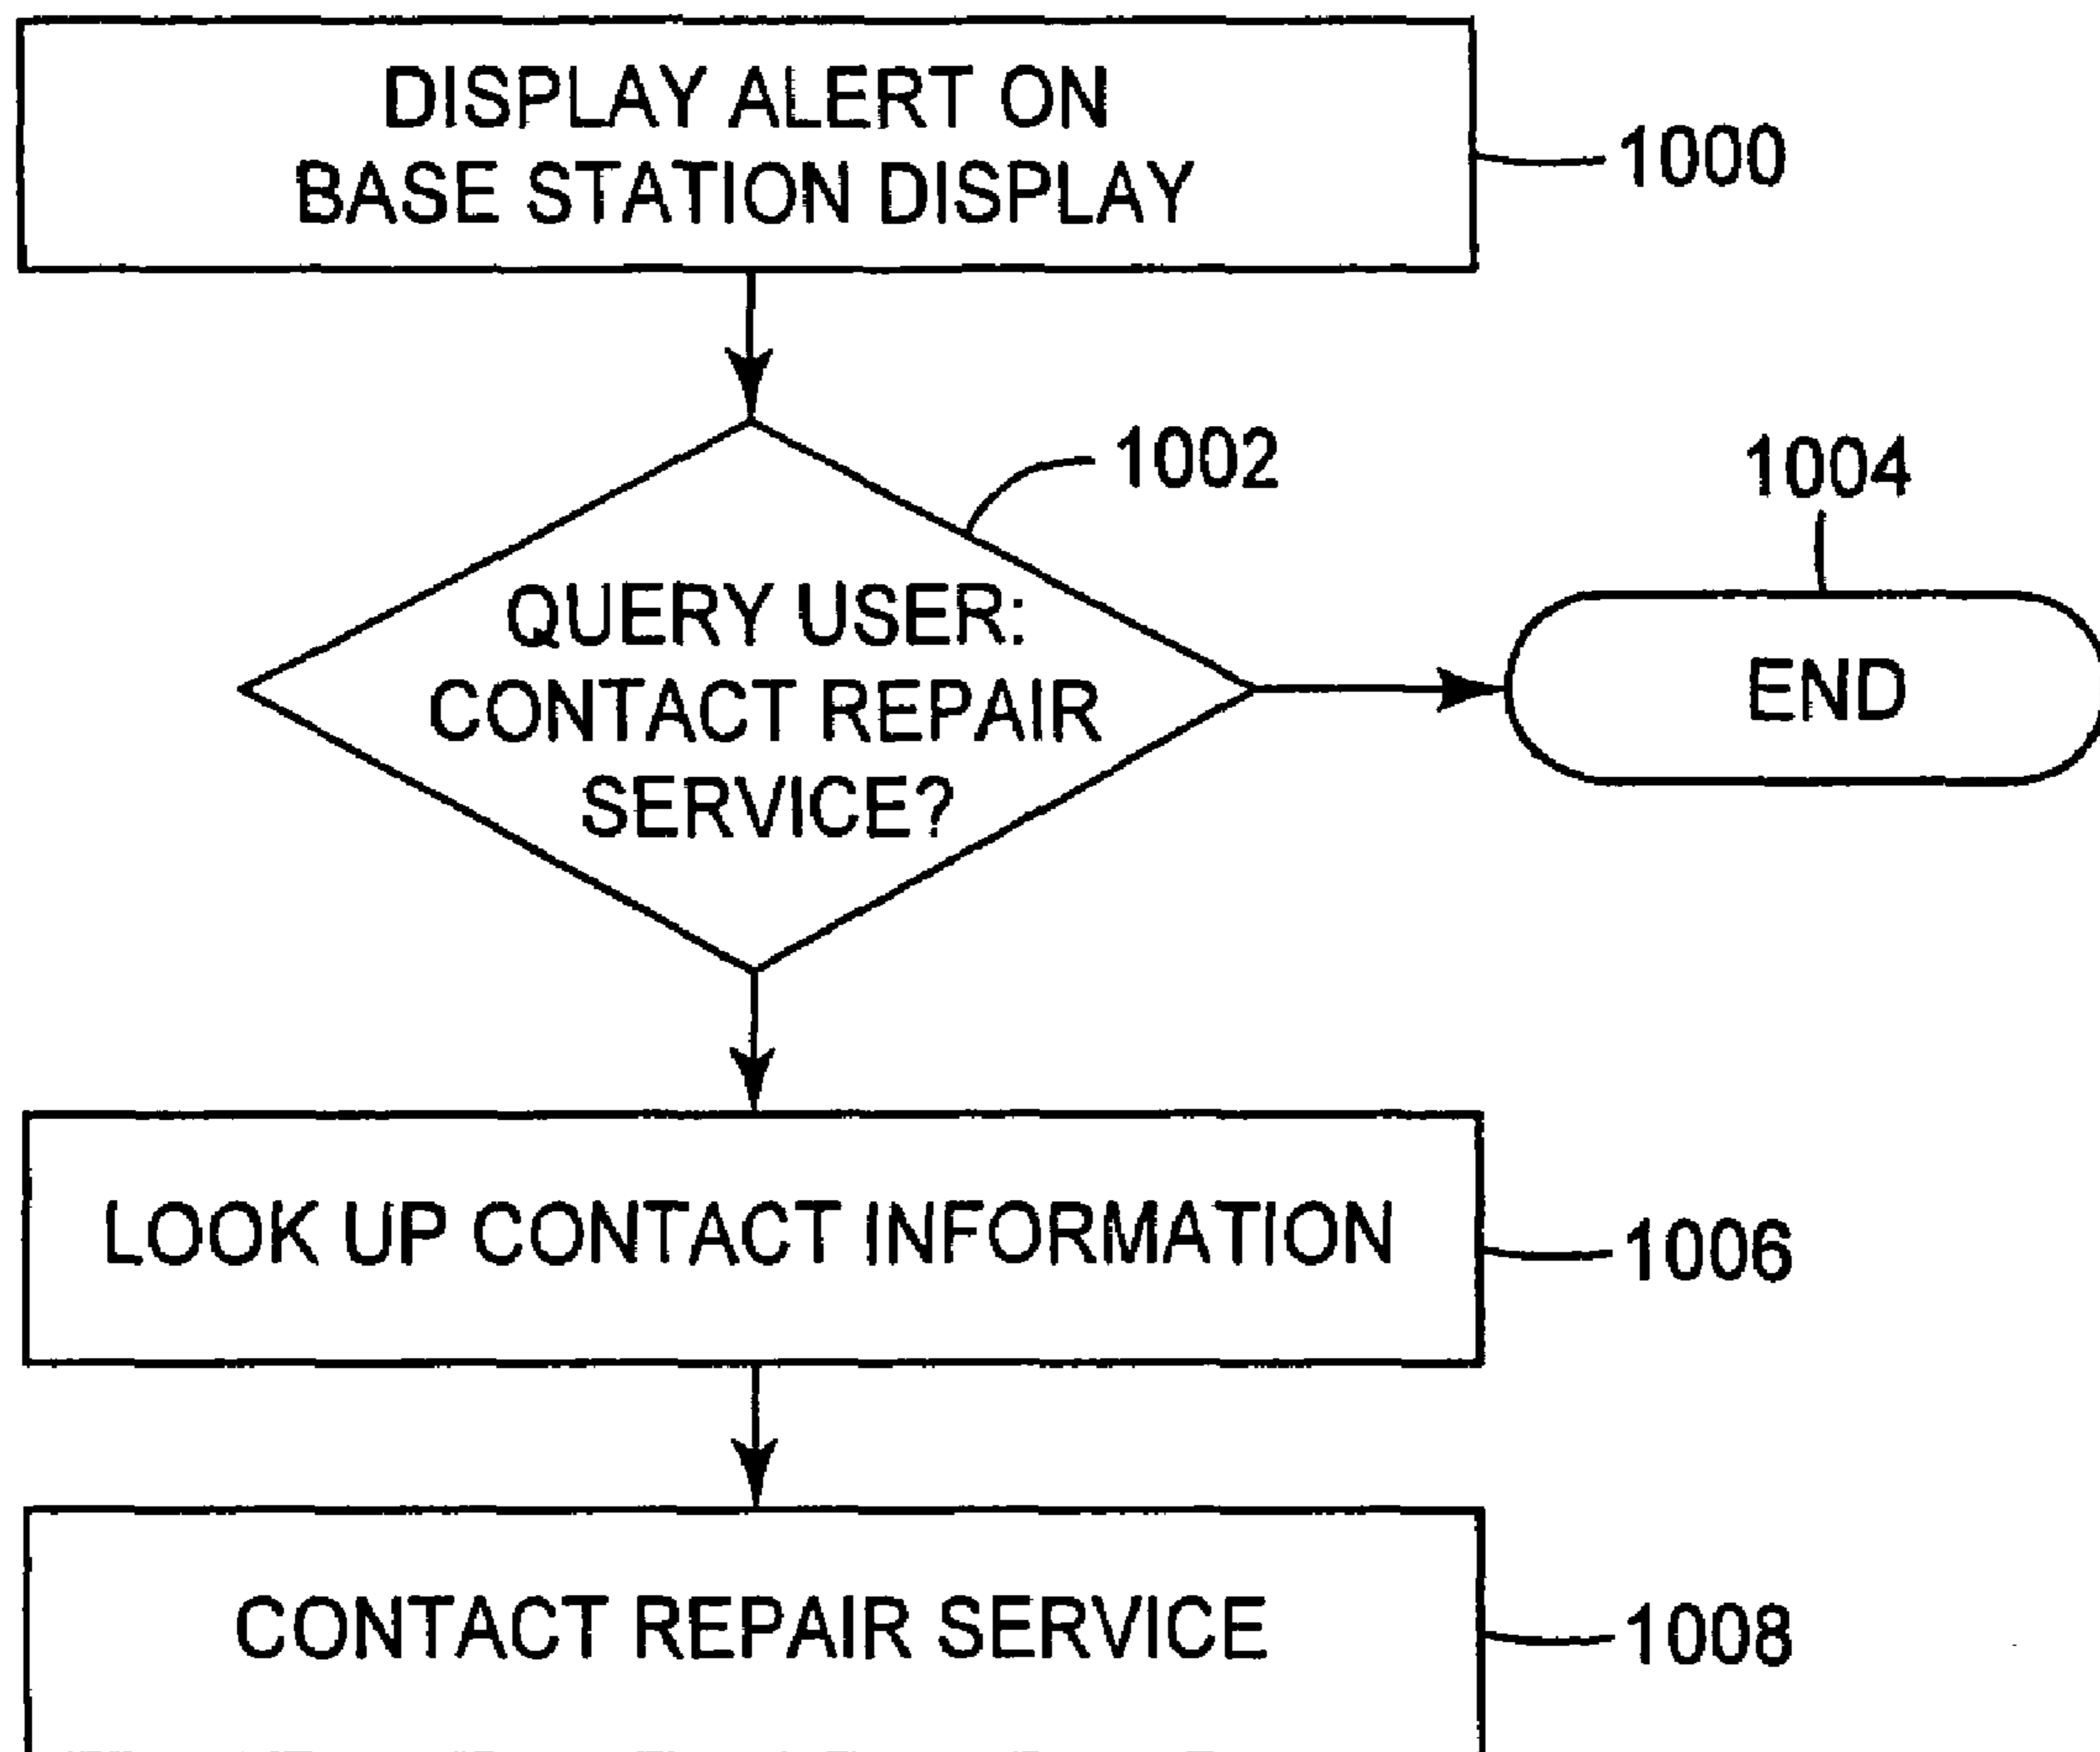 DISPLAY ALERT ON
BASE STATION DISPLAY
1000
1002
QUERY USER:
CONTACT REPAIR
SERVICE?
1004
END
LOOK UP CONTACT INFORMATION
1006
CONTACT REPAIR SERVICE
1008